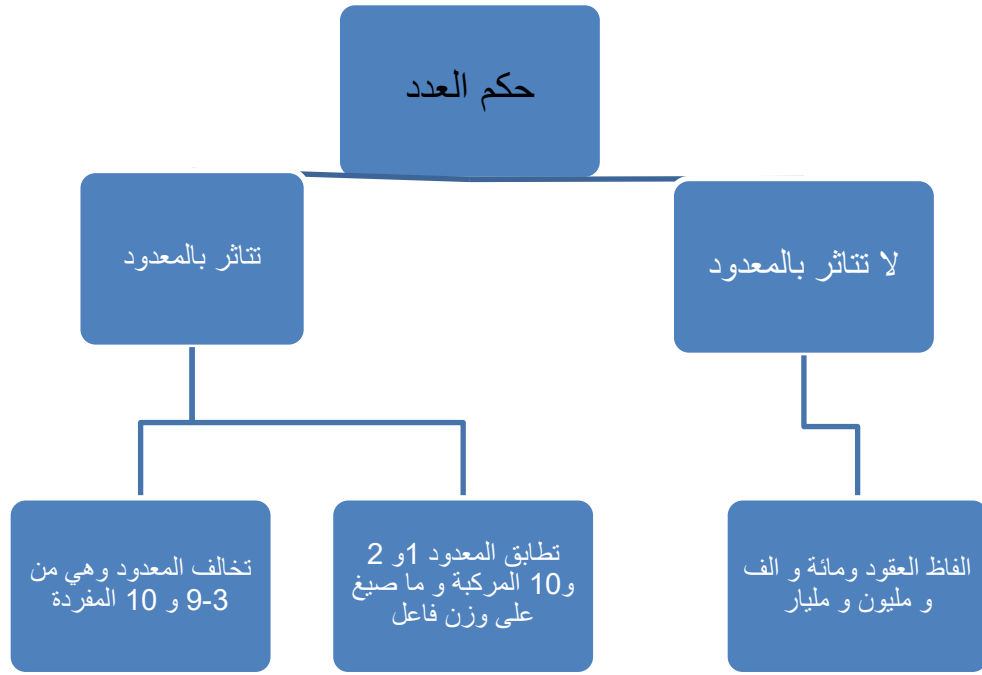 حكم العدد
لا تتاثر بالمعدود
تتاثر بالمعدود
الفاظ العقود ومائة و الف
و مليون و مليار
تطابق المعدود 1و 2
و10 المركبة و ما صيغ
على وزن فاعل
تخالف المعدود وهي من
3-9 و 10 المفردة